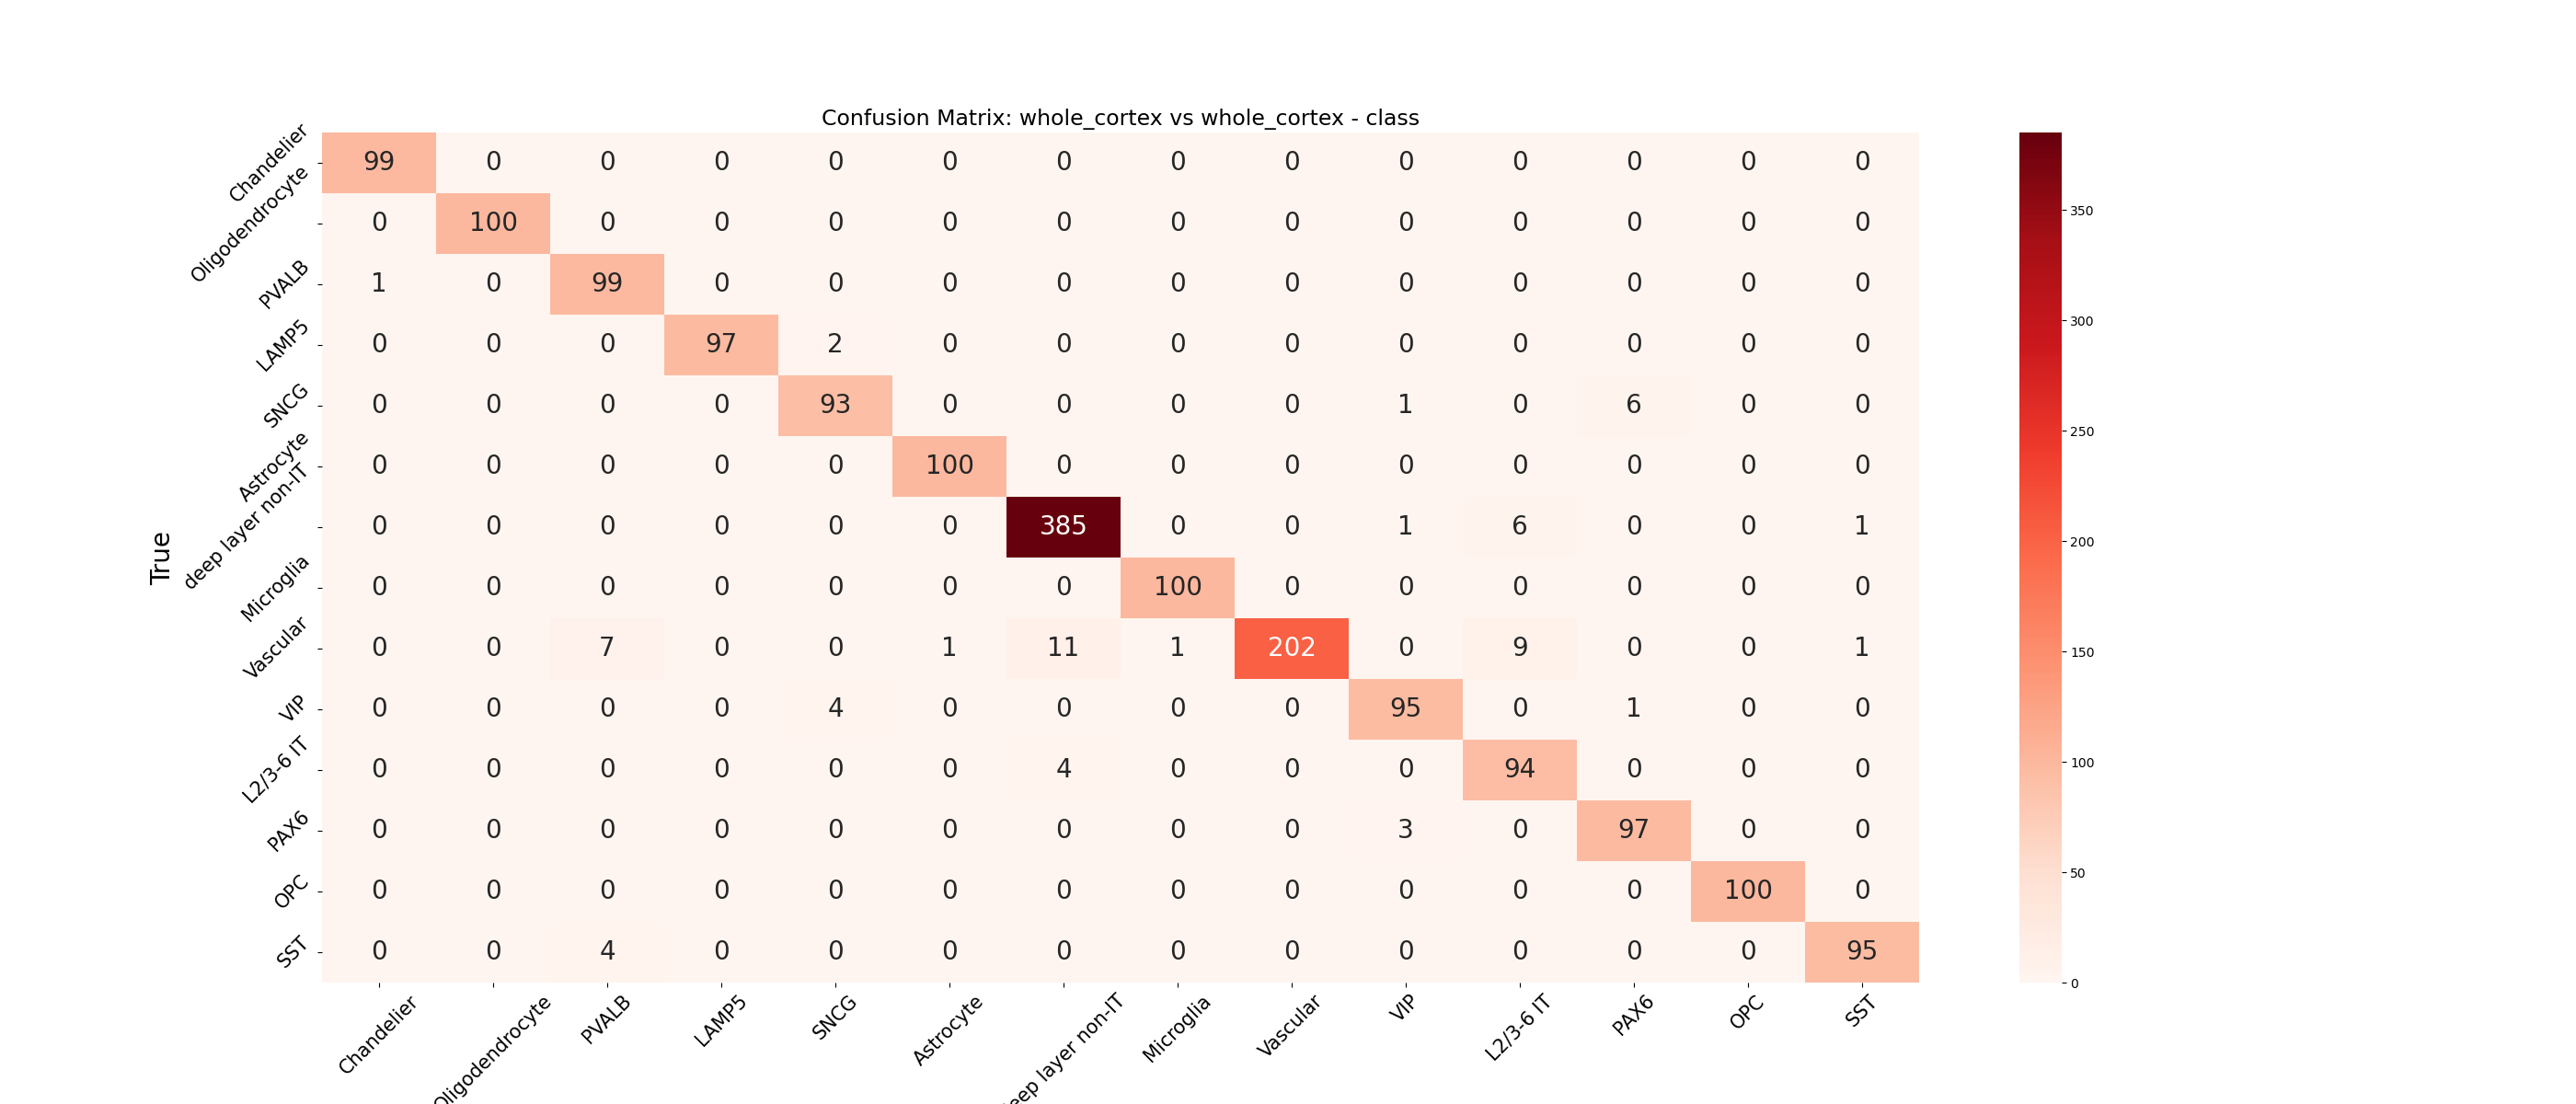 Confusion Matrix: whole_cortex vs whole_cortex - class
True
Chandelier 99 0 0 0 0 0 0 0 0 0 0 0 0 0
Oligodendrocyte 0 100 0 0 0 0 0 0 0 0 0 0 0 0
PVALB 1 0 99 0 0 0 0 0 0 0 0 0 0 0
LAMP5 0 0 0 97 2 0 0 0 0 0 0 0 0 0
SNCG 0 0 0 0 93 0 0 0 0 1 0 6 0 0
Astrocyte 0 0 0 0 0 100 0 0 0 0 0 0 0 0
deep layer non-IT 0 0 0 0 0 0 385 0 0 1 6 0 0 1
Microglia 0 0 0 0 0 0 0 100 0 0 0 0 0 0
Vascular 0 0 7 0 0 1 11 1 202 0 9 0 0 1
VIP 0 0 0 0 4 0 0 0 0 95 0 1 0 0
L2/3-6 IT 0 0 0 0 0 0 4 0 0 0 94 0 0 0
PAX6 0 0 0 0 0 0 0 0 0 3 0 97 0 0
OPC 0 0 0 0 0 0 0 0 0 0 0 0 100 0
SST 0 0 4 0 0 0 0 0 0 0 0 0 0 95
Chandelier Oligodendrocyte PVALB LAMP5 SNCG Astrocyte eep layer non-IT Microglia Vascular VIP L2/3-6 IT PAX6 OPC SST
350
300
250
200
150
100
50
0